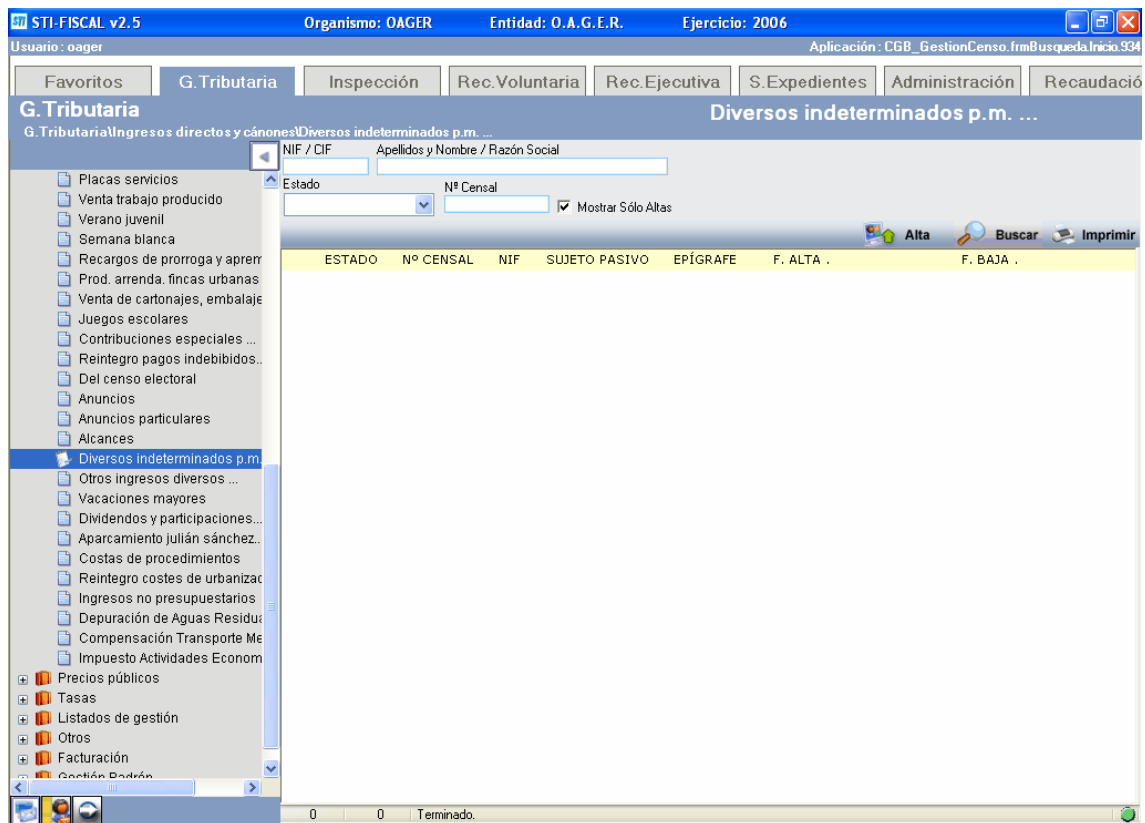 STI STI-FISCAL v2.5 Organismo: OAGER Entidad: O.A.G.E.R. Ejercicio: 2006
Usuario : oager Aplicación : CGB_GestionCenso.frmBusqueda.Inicio.934
Favoritos G.Tributaria Inspección Rec.Voluntaria Rec.Ejecutiva S.Expedientes Administración Recaudació
G.Tributaria Diversos indeterminados p.m. ...
G.Tributaria\Ingresos directos y cánones\Diversos indeterminados p.m. ...
NIF / CIF Apellidos y Nombre / Razón Social
Estado Nº Censal
Mostrar Sólo Altas
Alta Buscar Imprimir
ESTADO Nº CENSAL NIF SUJETO PASIVO EPÍGRAFE F. ALTA . F. BAJA .
Placas servicios
Venta trabajo producido
Verano juvenil
Semana blanca
Recargos de prorroga y aprem
Prod. arrenda. fincas urbanas
Venta de cartonajes, embalaje
Juegos escolares
Contribuciones especiales ...
Reintegro pagos indebibidos..
Del censo electoral
Anuncios
Anuncios particulares
Alcances
Diversos indeterminados p.m.
Otros ingresos diversos ...
Vacaciones mayores
Dividendos y participaciones...
Aparcamiento julián sánchez..
Costas de procedimientos
Reintegro costes de urbanizac
Ingresos no presupuestarios
Depuración de Aguas Residua
Compensación Transporte Me
Impuesto Actividades Econom
Precios públicos
Tasas
Listados de gestión
Otros
Facturación
Gestión Padrón
0 0 Terminado.